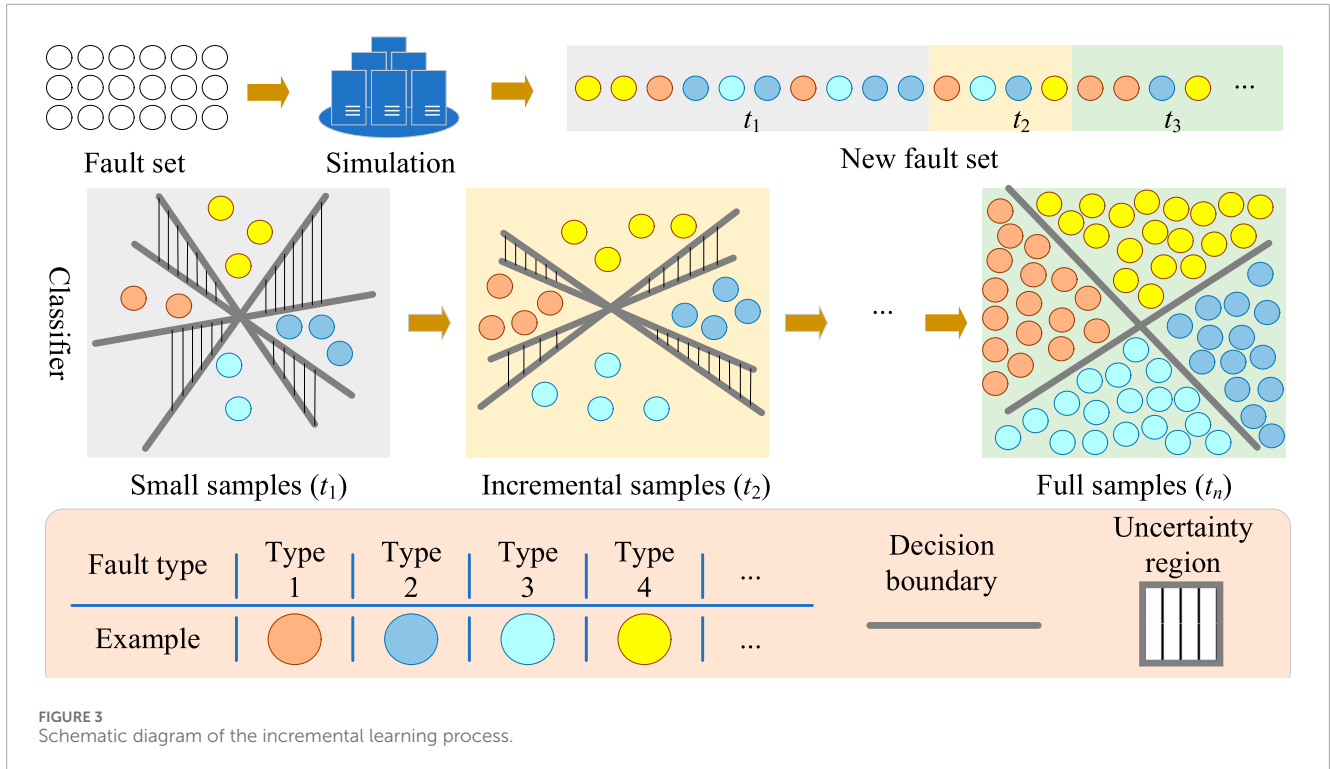 t₁
t₂
t₃
...
Fault set
Simulation
New fault set
Classifier
...
Small samples (t₁)
Incremental samples (t₂)
Full samples (tₙ)
Fault type
Type
1
Type
2
Type
3
Type
4
...
Decision
boundary
Uncertainty
region
Example
...
FIGURE 3
Schematic diagram of the incremental learning process.